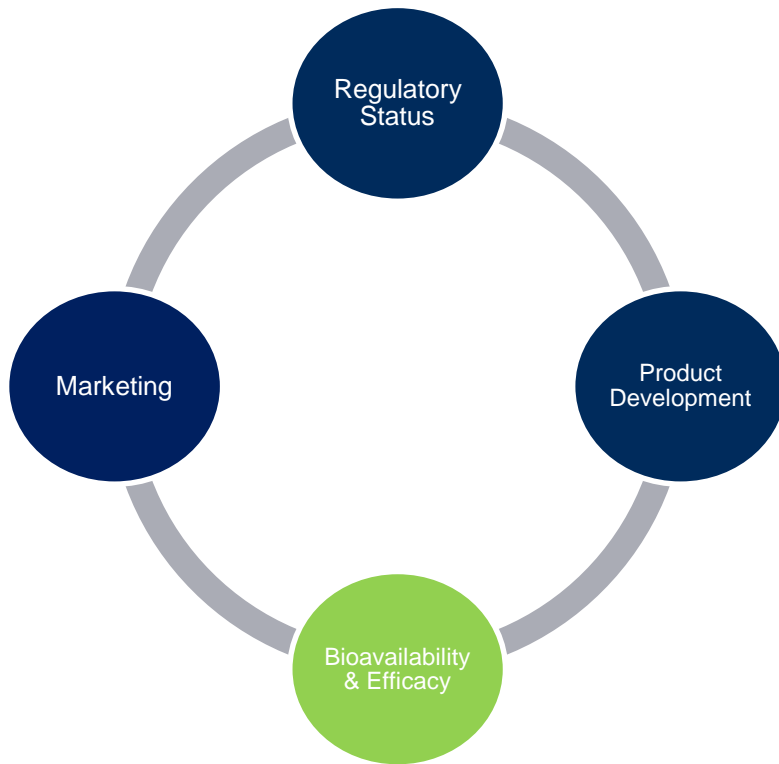 Regulatory
Status
Marketing
Product
Development
Bioavailability
& Efficacy